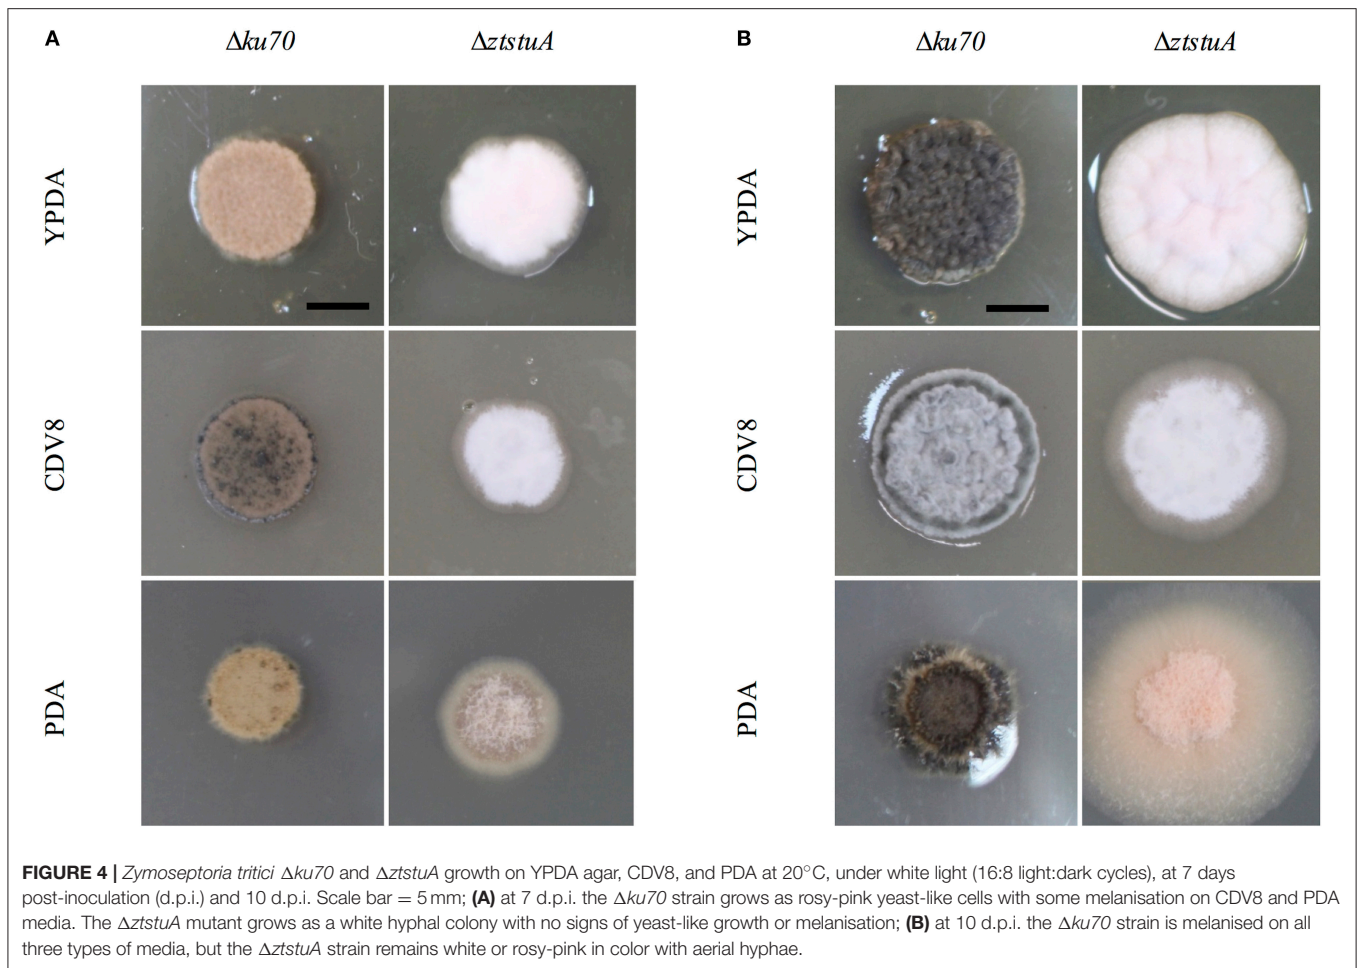 A Δku70 ΔztstuA B Δku70 ΔztstuA
YPDA YPDA
CDV8 CDV8
PDA PDA
FIGURE 4 | Zymoseptoria tritici Δku70 and ΔztstuA growth on YPDA agar, CDV8, and PDA at 20°C, under white light (16:8 light:dark cycles), at 7 days
post-inoculation (d.p.i.) and 10 d.p.i. Scale bar = 5 mm; (A) at 7 d.p.i. the Δku70 strain grows as rosy-pink yeast-like cells with some melanisation on CDV8 and PDA
media. The ΔztstuA mutant grows as a white hyphal colony with no signs of yeast-like growth or melanisation; (B) at 10 d.p.i. the Δku70 strain is melanised on all
three types of media, but the ΔztstuA strain remains white or rosy-pink in color with aerial hyphae.